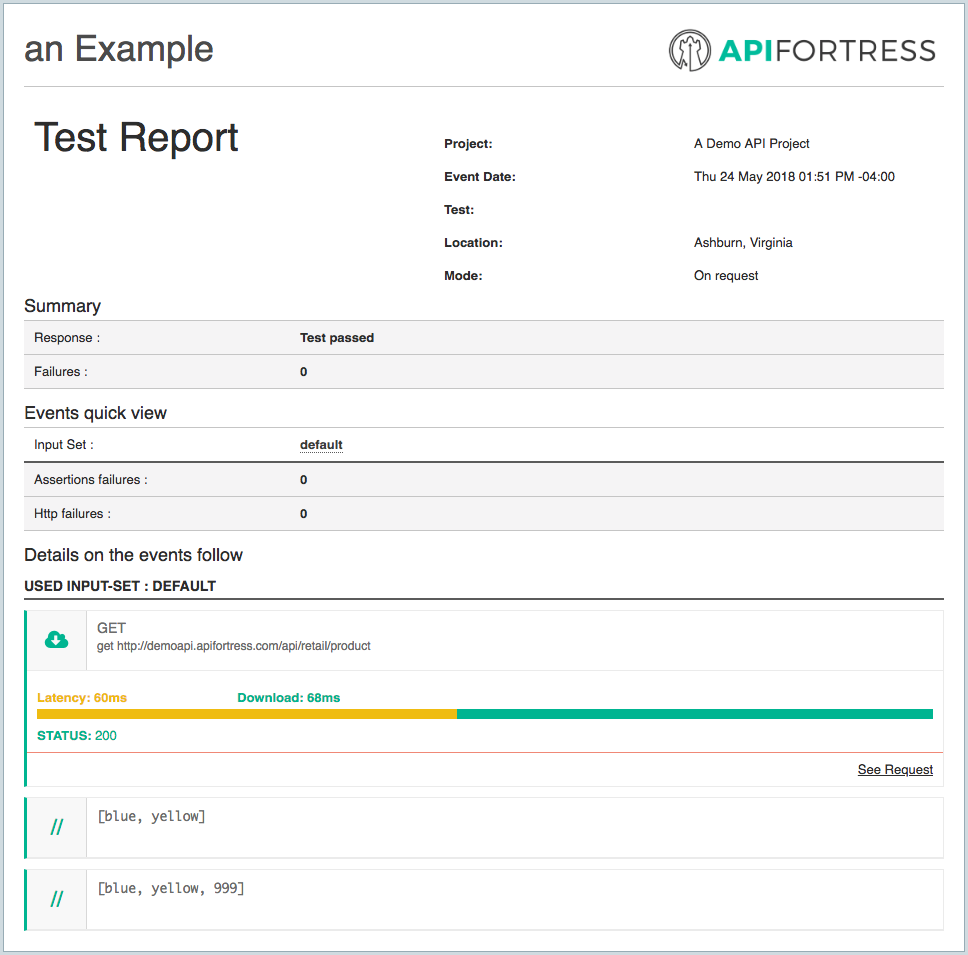 an Example
APIFORTRESS
Test Report
Project: A Demo API Project
Event Date: Thu 24 May 2018 01:51 PM -04:00
Test:
Location: Ashburn, Virginia
Mode: On request
Summary
Response : Test passed
Failures : 0
Events quick view
Input Set : default
Assertions failures : 0
Http failures : 0
Details on the events follow
USED INPUT-SET : DEFAULT
GET
get http://demoapi.apifortress.com/api/retail/product
Latency: 60ms Download: 68ms
STATUS: 200
See Request
// [blue, yellow]
// [blue, yellow, 999]